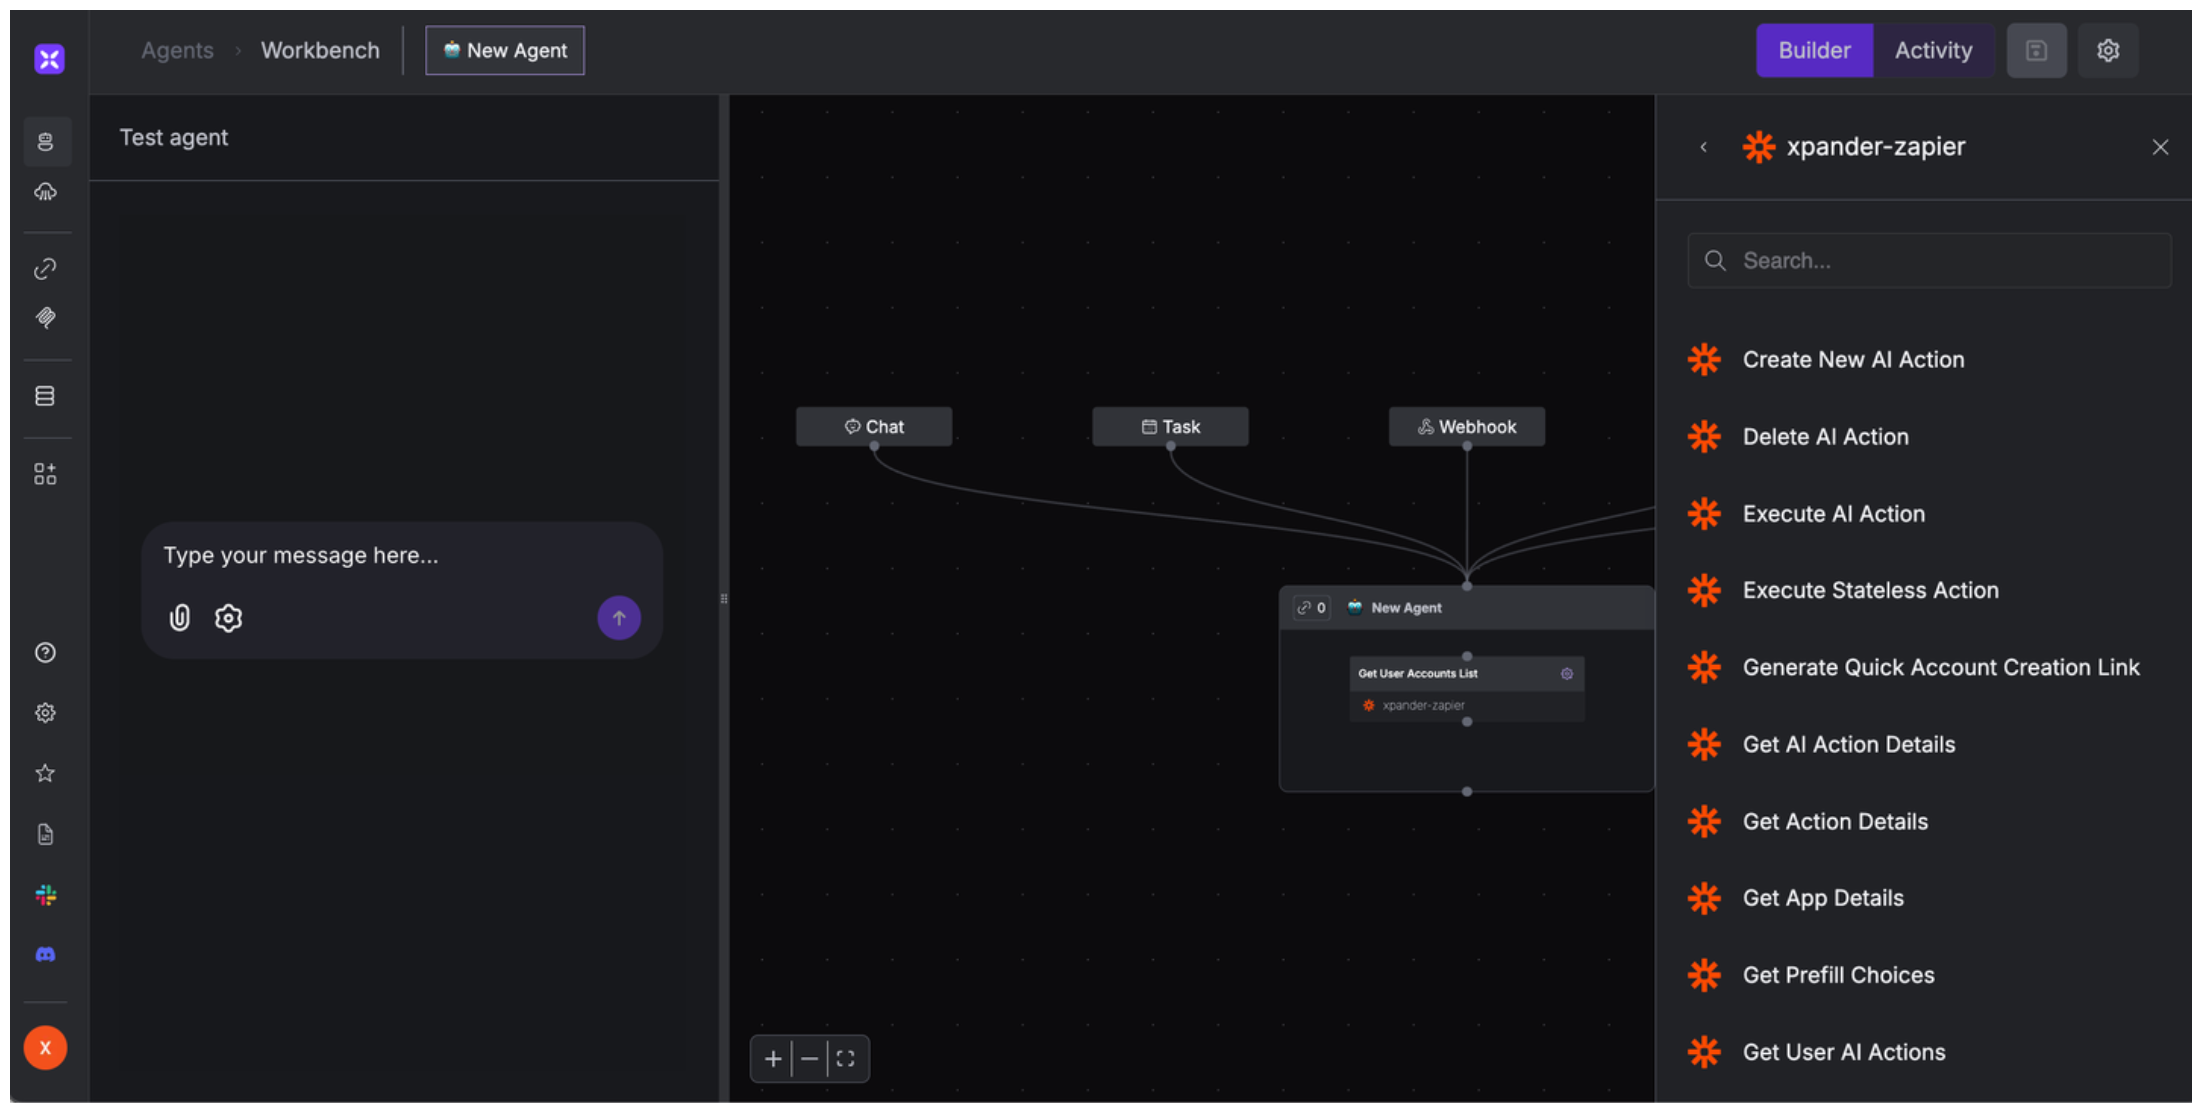 Agents › Workbench
New Agent
Builder
Activity
Test agent
Type your message here...
Chat
Task
Webhook
0 New Agent
Get User Accounts List
xpander-zapier
xpander-zapier
Search...
Create New AI Action
Delete AI Action
Execute AI Action
Execute Stateless Action
Generate Quick Account Creation Link
Get AI Action Details
Get Action Details
Get App Details
Get Prefill Choices
Get User AI Actions
X